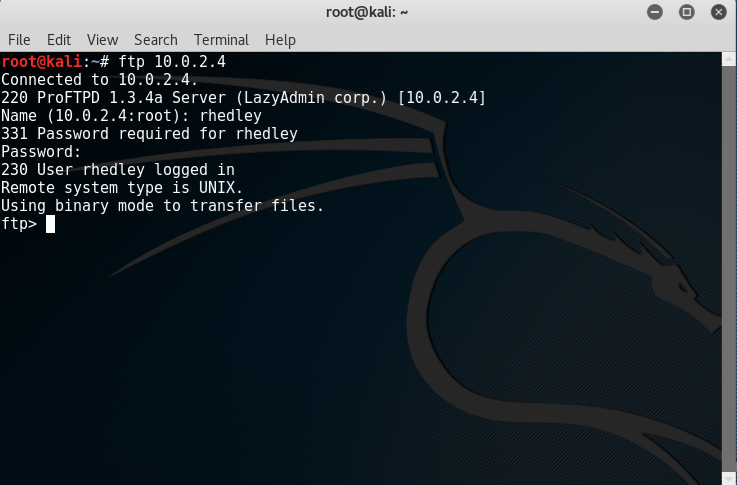 root@kali: ~
File Edit View Search Terminal Help
root@kali:~# ftp 10.0.2.4
Connected to 10.0.2.4.
220 ProFTPD 1.3.4a Server (LazyAdmin corp.) [10.0.2.4]
Name (10.0.2.4:root): rhedley
331 Password required for rhedley
Password:
230 User rhedley logged in
Remote system type is UNIX.
Using binary mode to transfer files.
ftp>